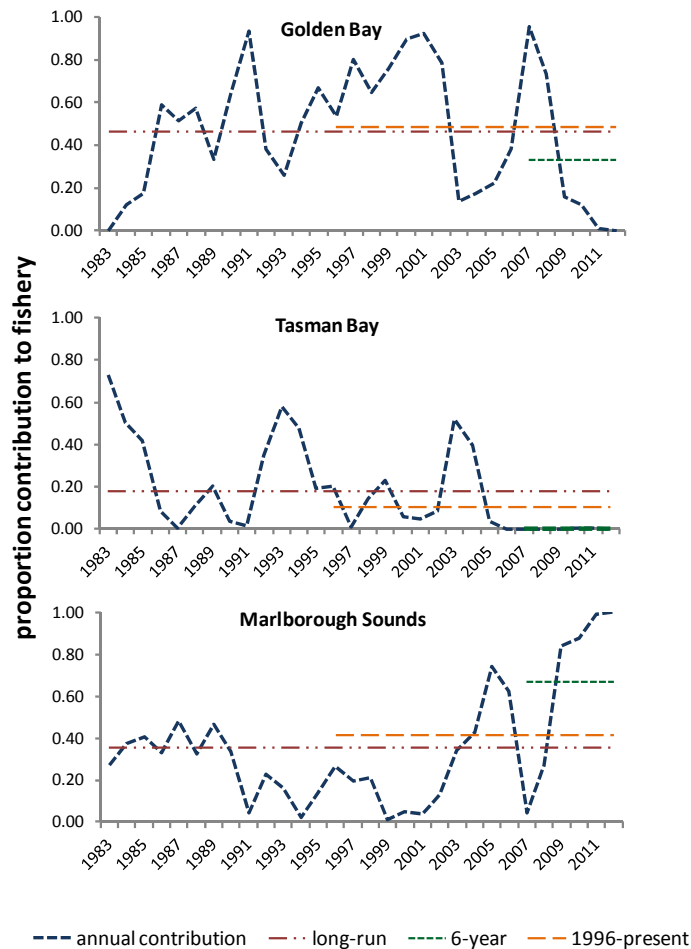 Golden Bay
1.00
0.80
0.60
0.40
0.20
0.00
1983 1985 1987 1989 1991 1993 1995 1997 1999 2001 2003 2005 2007 2009 2011
proportion contribution to fishery
Tasman Bay
1.00
0.80
0.60
0.40
0.20
0.00
1983 1985 1987 1989 1991 1993 1995 1997 1999 2001 2003 2005 2007 2009 2011
Marlborough Sounds
1.00
0.80
0.60
0.40
0.20
0.00
1983 1985 1987 1989 1991 1993 1995 1997 1999 2001 2003 2005 2007 2009 2011
annual contribution long-run 6-year 1996-present